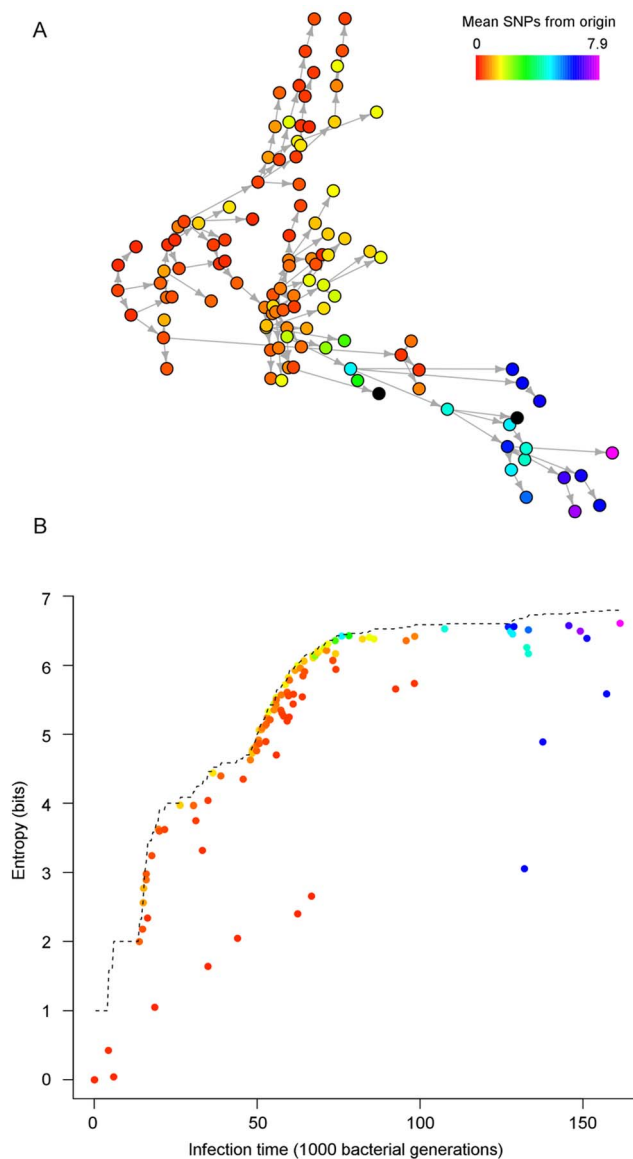 A
Mean SNPs from origin
0 7.9
B
7
6
5
4
3
2
1
0
Entropy (bits)
0 50 100 150
Infection time (1000 bacterial generations)